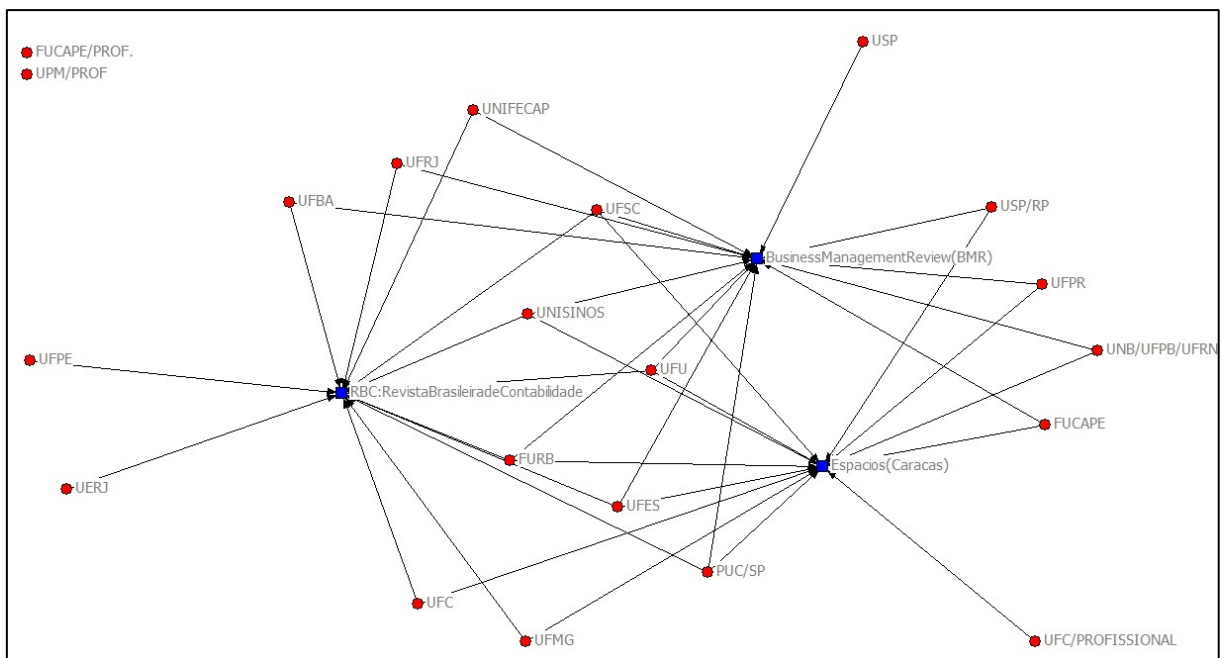 USP
FUCAPE/PROF.
UPM/PROF
UNIFECAP
UFRJ
UFBA
UFSC
USP/RP
BusinessManagementReview(BMR)
UFPR
UNISINOS
UNB/UFPB/UFRN
UFPE
UFU
RBC:RevistaBrasileiradeContabilidade
FUCAPE
FURB
Espacios(Caracas)
UERJ
UFES
PUC/SP
UFC
UFMG
UFC/PROFISSIONAL